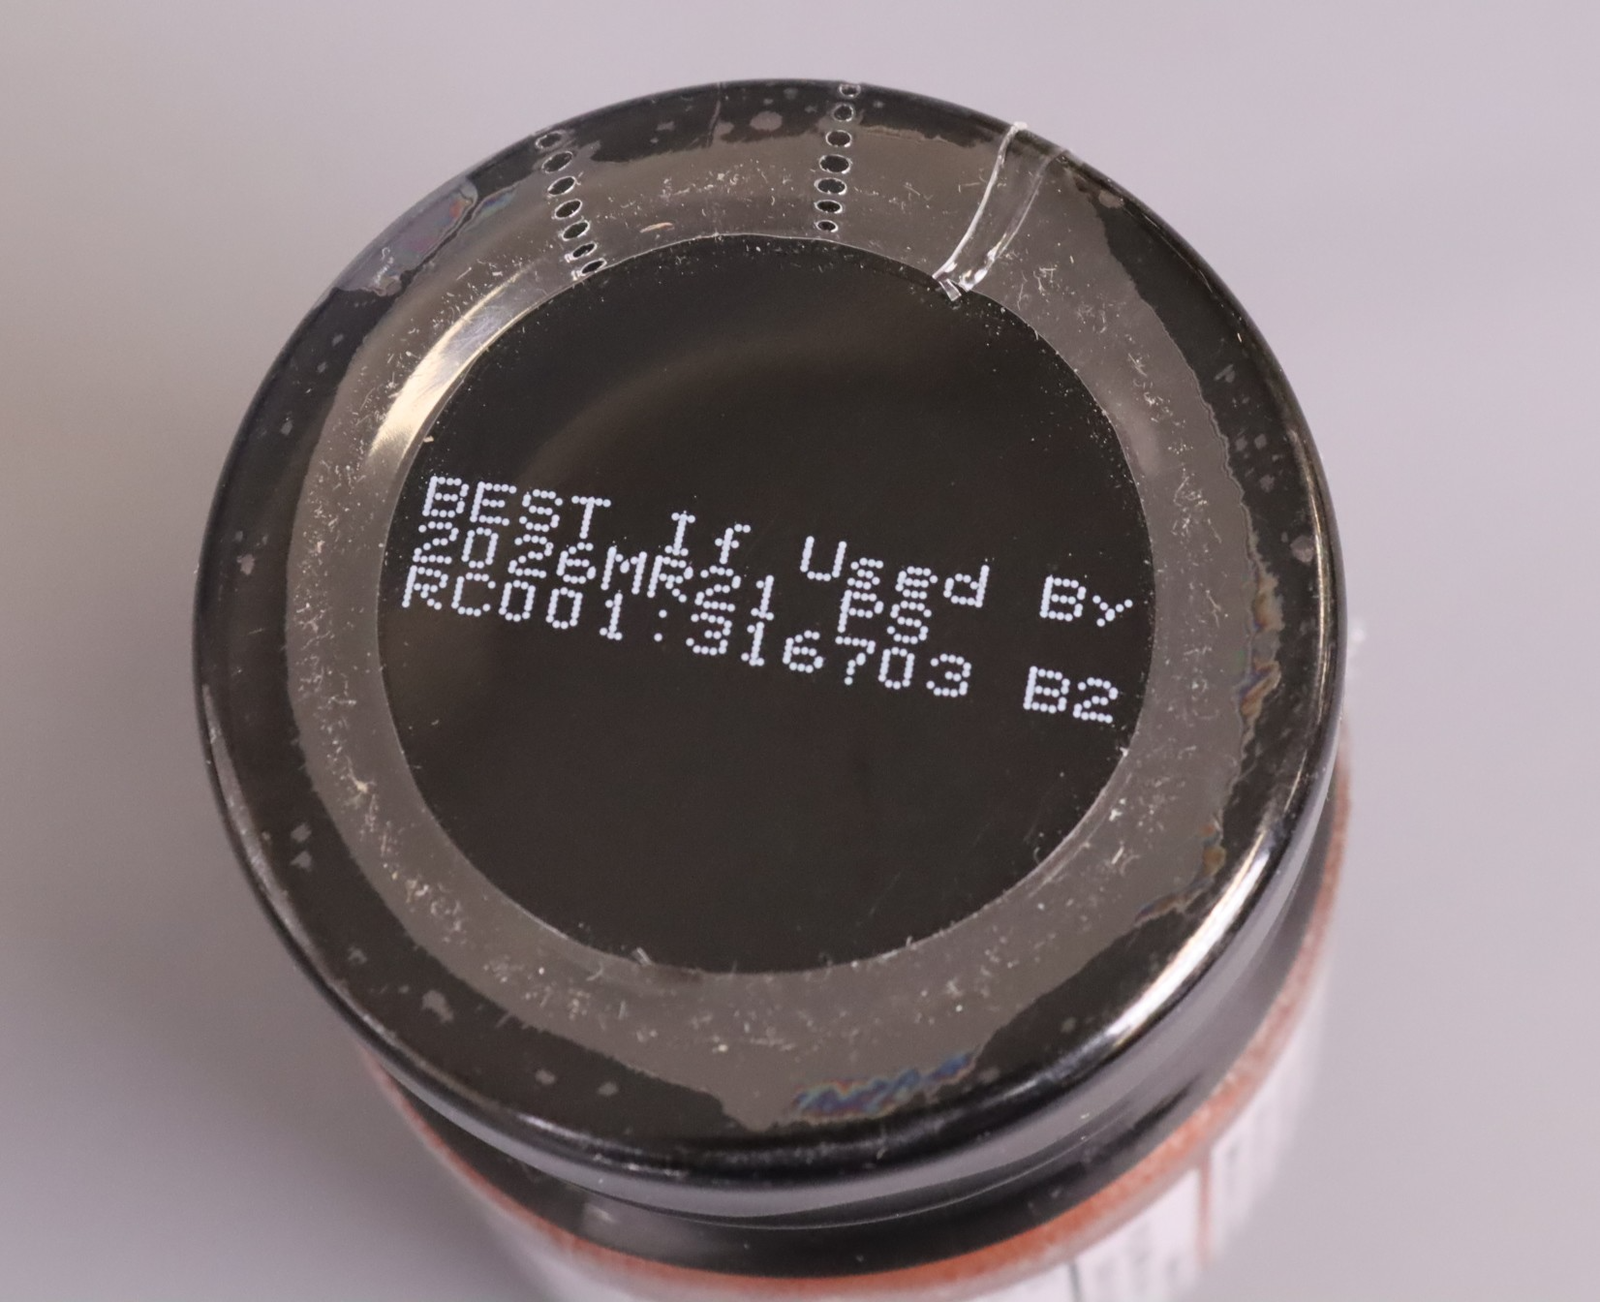 BEST If Used By
2026MR21 PS
RC001:316703 B2